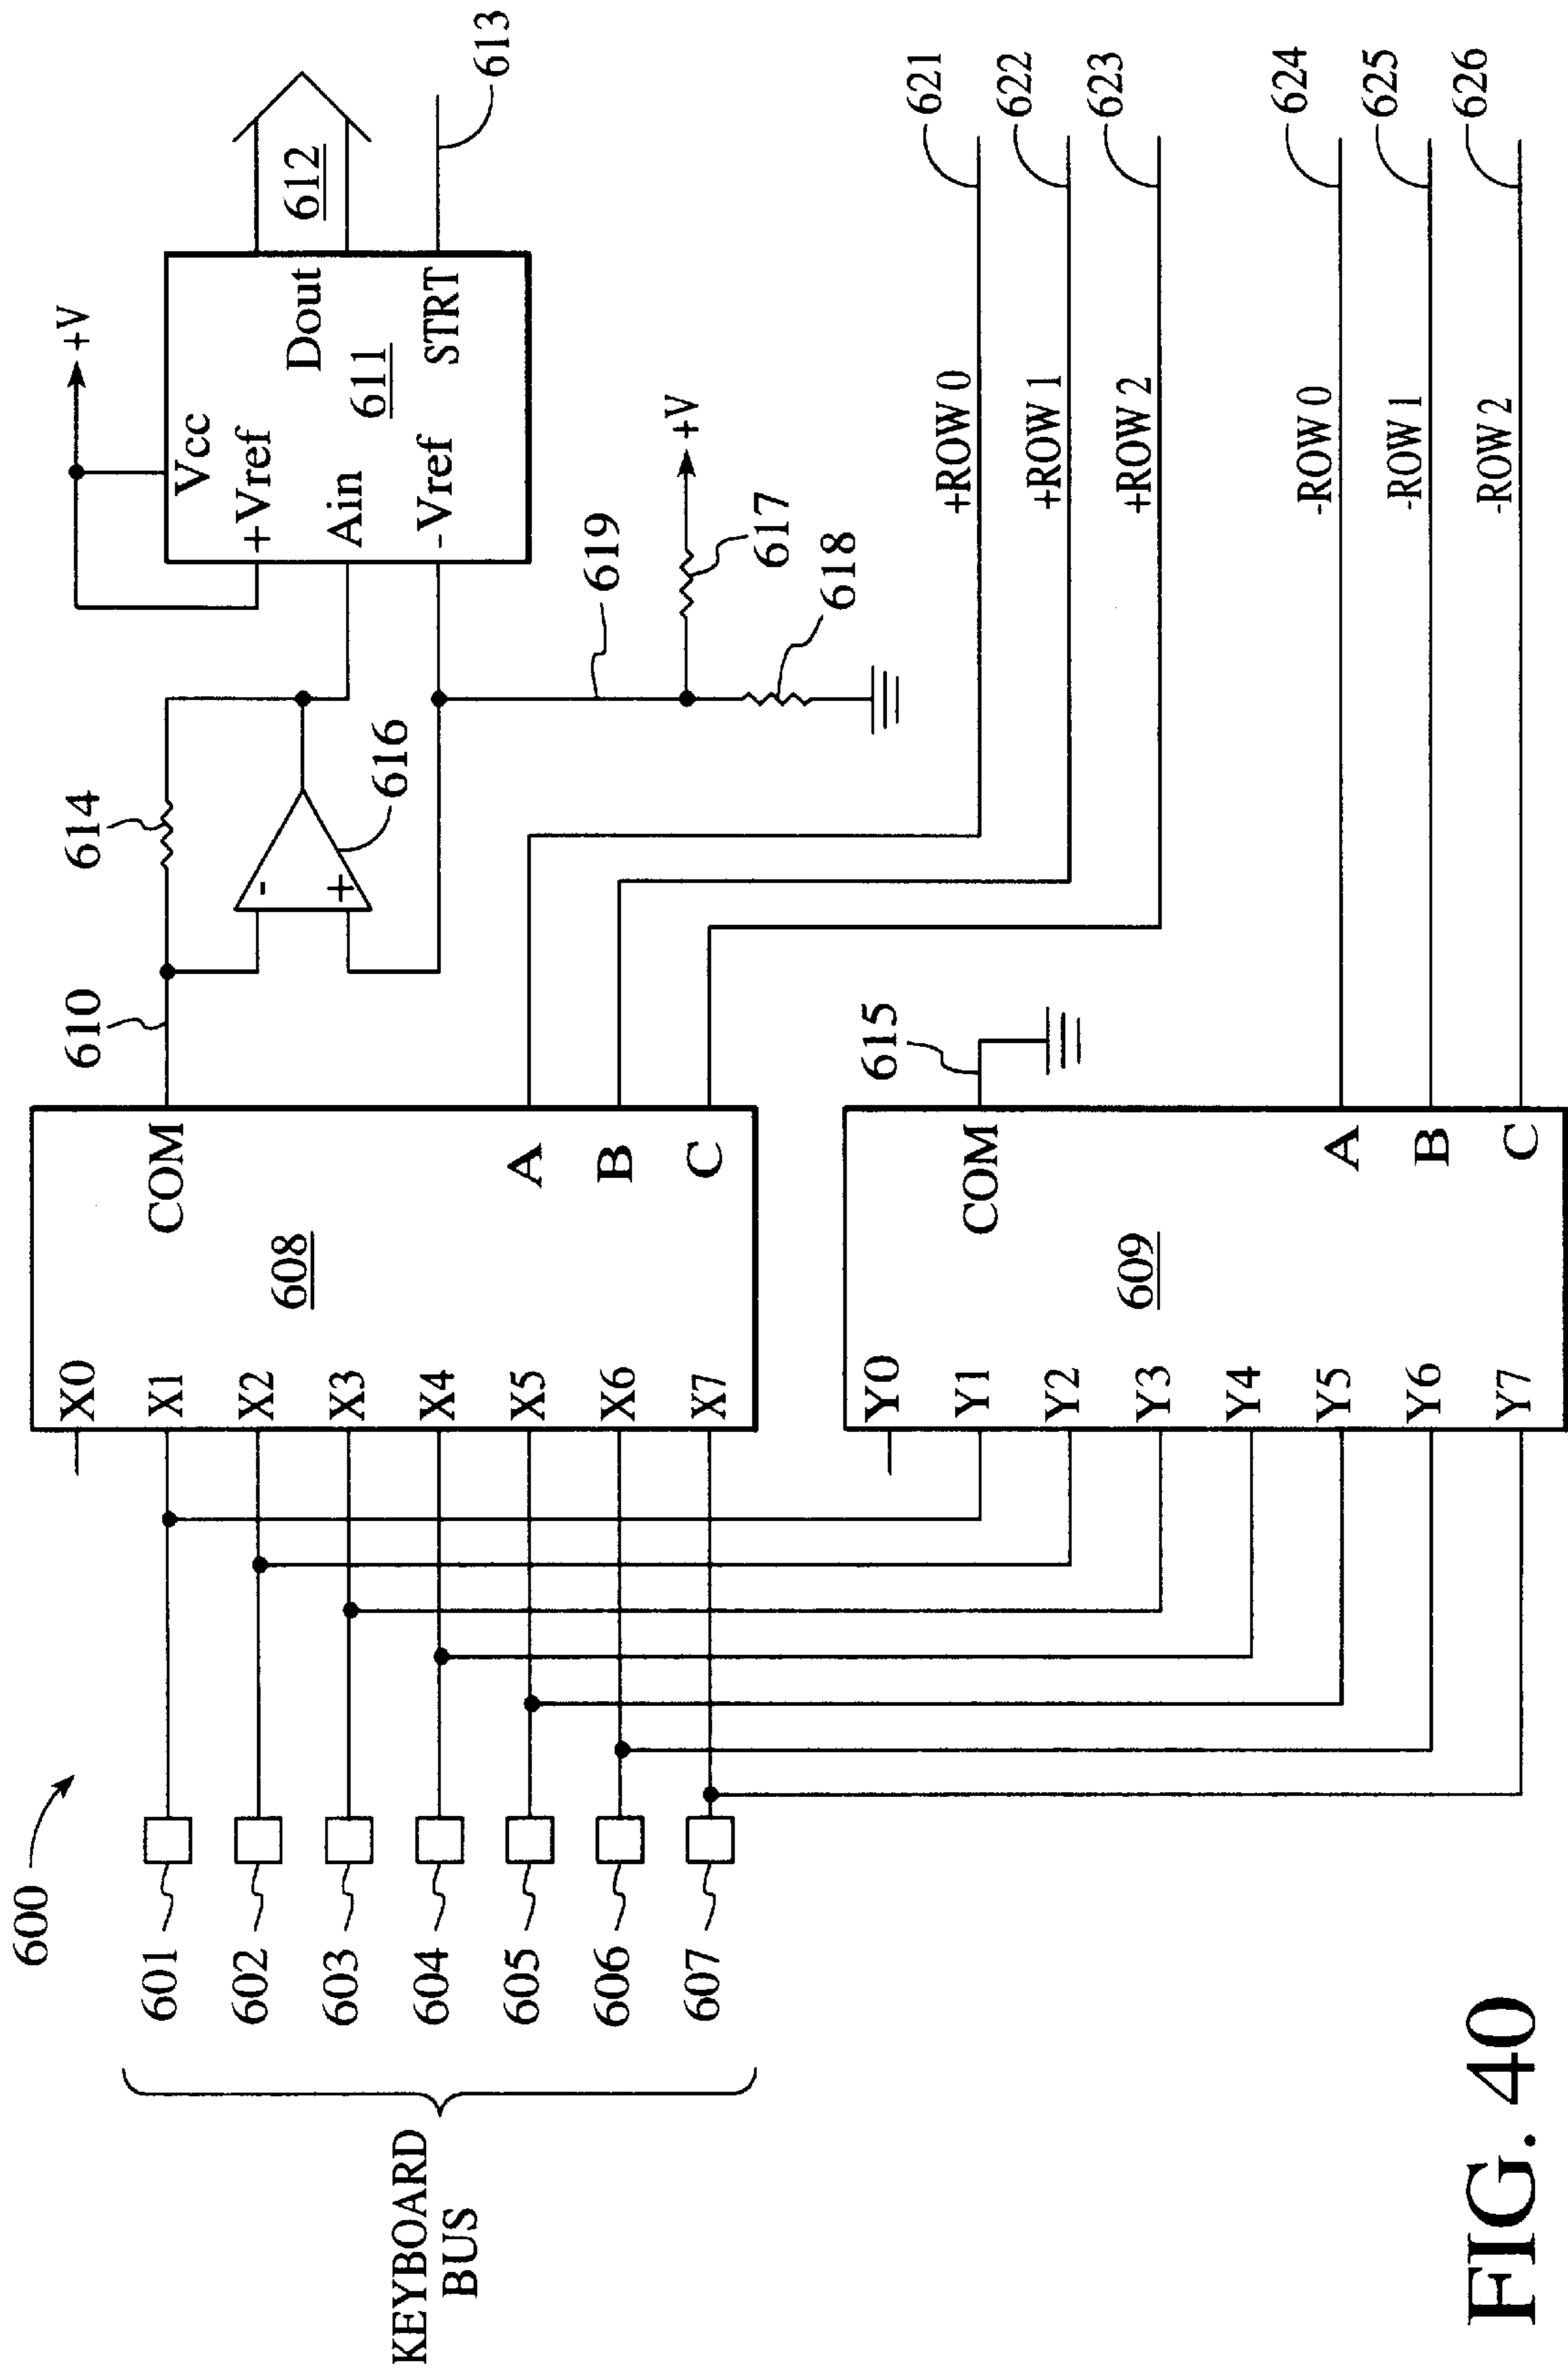 600
KEYBOARD
BUS
601
602
603
604
605
606
607
X0
X1
X2
X3
X4
X5
X6
X7
608
COM
A
B
C
Y0
Y1
Y2
Y3
Y4
Y5
Y6
Y7
609
COM
A
B
C
610
614
-
+
616
615
Vcc
+Vref
Ain
-Vref
611
Dout
STRT
+V
612
613
619
+V
617
618
+ROW 0
+ROW 1
+ROW 2
621
622
623
-ROW 0
-ROW 1
-ROW 2
624
625
626
FIG. 40